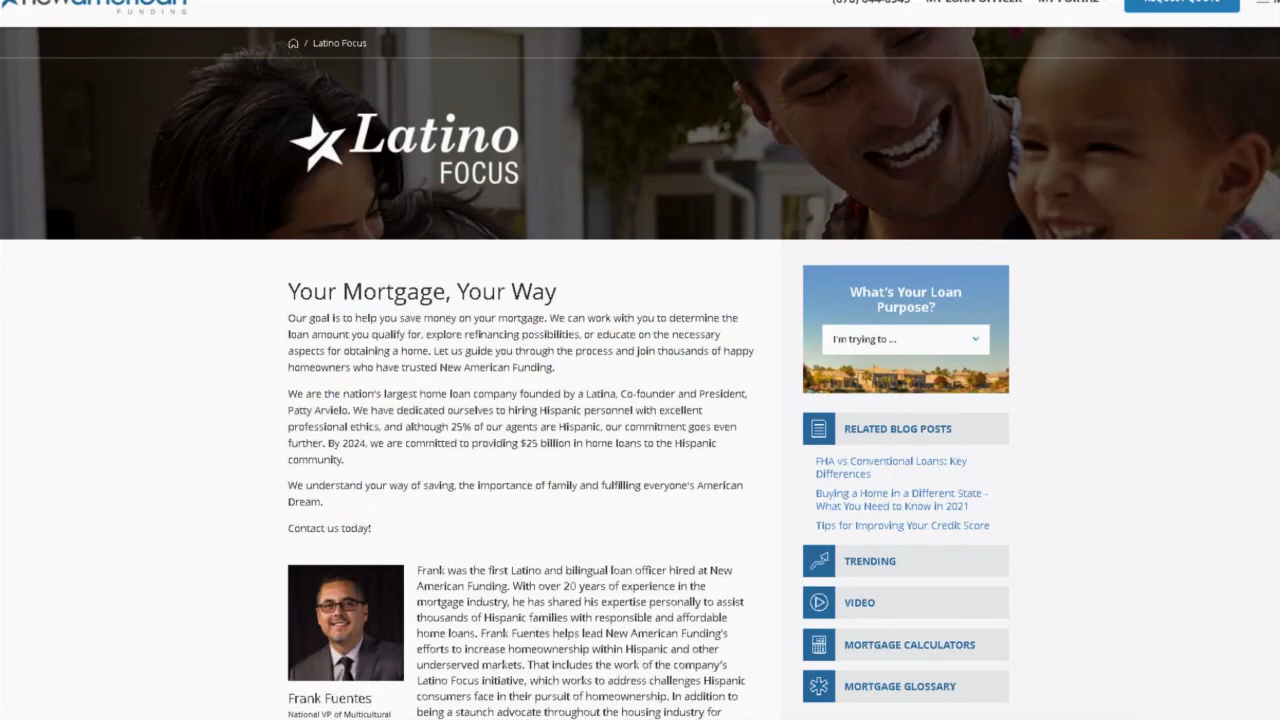 newamerican
FUNDING
MY LOAN OFFICER MY PORTAL REQUEST QUOTE
/ Latino Focus
Latino
FOCUS
Your Mortgage, Your Way
Our goal is to help you save money on your mortgage. We can work with you to determine the
loan amount you qualify for, explore refinancing possibilities, or educate on the necessary
aspects for obtaining a home. Let us guide you through the process and join thousands of happy
homeowners who have trusted New American Funding.
We are the nation's largest home loan company founded by a Latina, Co-founder and President,
Patty Arvielo. We have dedicated ourselves to hiring Hispanic personnel with excellent
professional ethics, and although 25% of our agents are Hispanic, our commitment goes even
further. By 2024, we are committed to providing $25 billion in home loans to the Hispanic
community.
We understand your way of saving, the importance of family and fulfilling everyone's American
Dream.
Contact us today!
Frank was the first Latino and bilingual loan officer hired at New
American Funding. With over 20 years of experience in the
mortgage industry, he has shared his expertise personally to assist
thousands of Hispanic families with responsible and affordable
home loans. Frank Fuentes helps lead New American Funding's
efforts to increase homeownership within Hispanic and other
underserved markets. That includes the work of the company's
Latino Focus initiative, which works to address challenges Hispanic
consumers face in their pursuit of homeownership. In addition to
being a staunch advocate throughout the housing industry for
Frank Fuentes
National VP of Multicultural
What's Your Loan
Purpose?
I'm trying to ...
RELATED BLOG POSTS
FHA vs Conventional Loans: Key
Differences
Buying a Home in a Different State -
What You Need to Know in 2021
Tips for Improving Your Credit Score
TRENDING
VIDEO
MORTGAGE CALCULATORS
MORTGAGE GLOSSARY